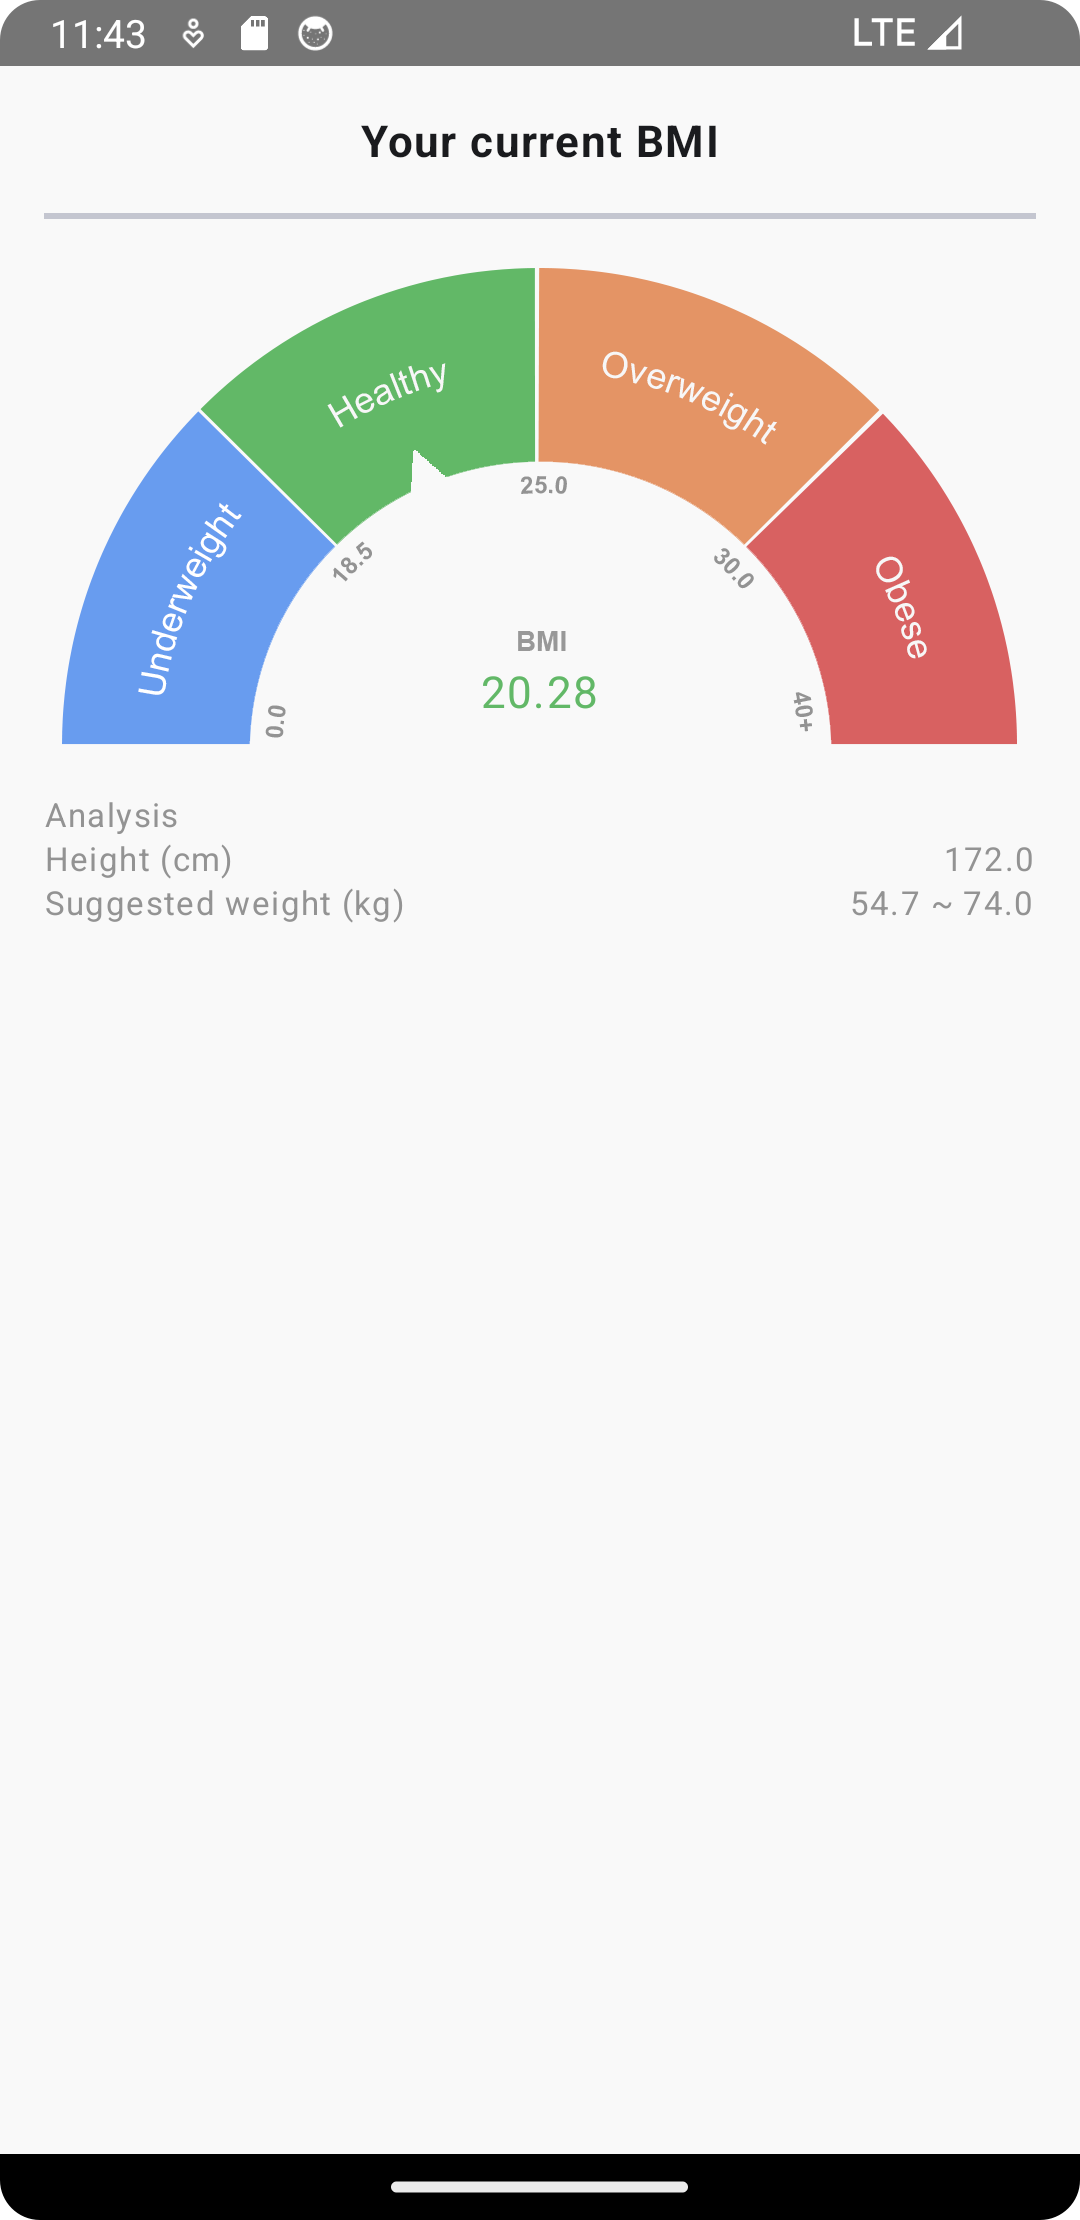 11:43 LTE
Your current BMI
Underweight
Healthy
Overweight
Obese
0.0
18.5
25.0
30.0
40+
BMI
20.28
Analysis
Height (cm) 172.0
Suggested weight (kg) 54.7 ~ 74.0